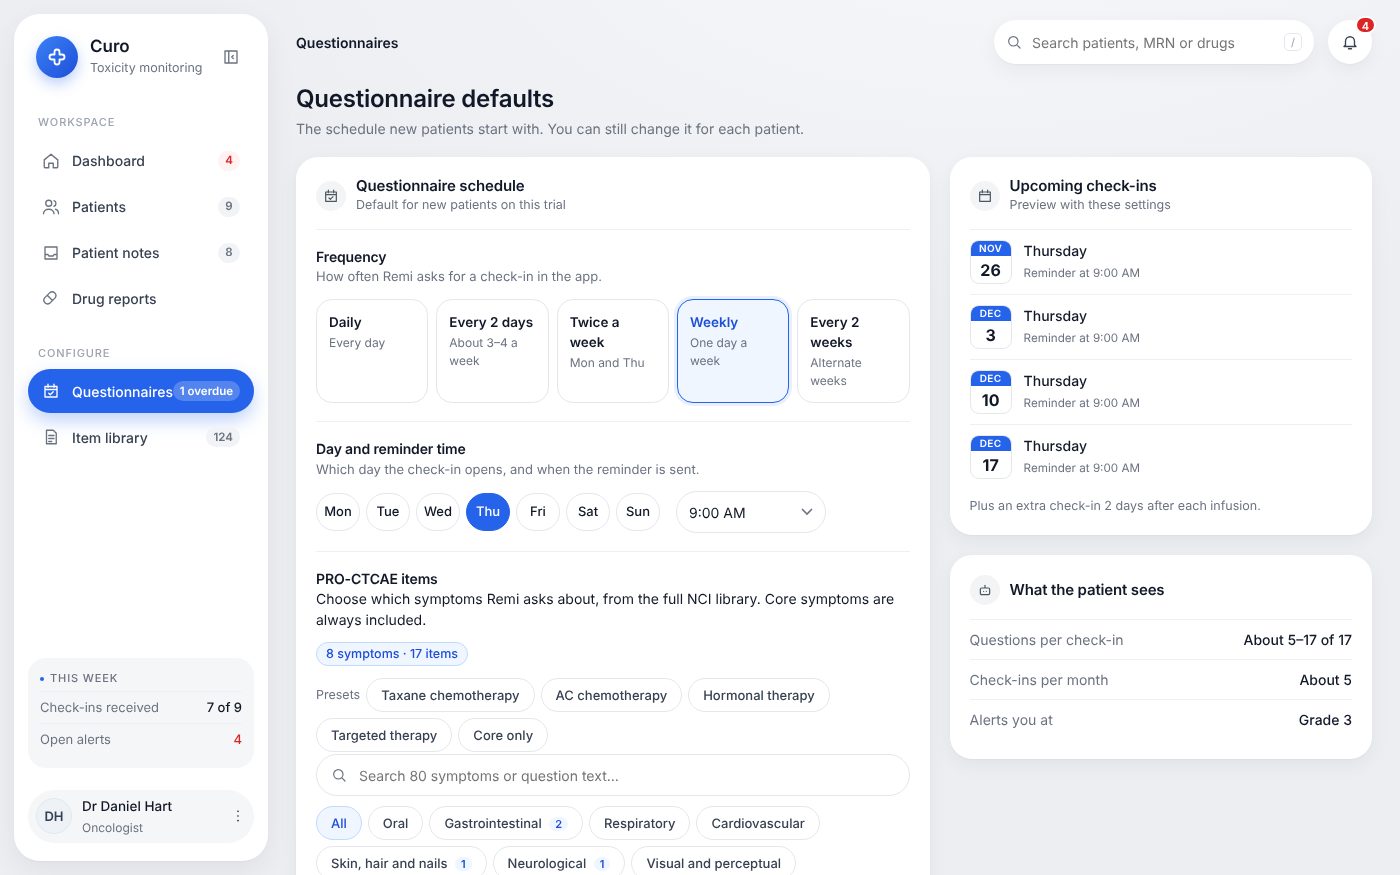 Curo
Toxicity monitoring
WORKSPACE
Dashboard 4
Patients 9
Patient notes 8
Drug reports
CONFIGURE
Questionnaires 1 overdue
Item library 124
THIS WEEK
Check-ins received 7 of 9
Open alerts 4
DH
Dr Daniel Hart
Oncologist
Questionnaires
Search patients, MRN or drugs /
4
Questionnaire defaults
The schedule new patients start with. You can still change it for each patient.
Questionnaire schedule
Default for new patients on this trial
Frequency
How often Remi asks for a check-in in the app.
Daily
Every day
Every 2 days
About 3–4 a
week
Twice a
week
Mon and Thu
Weekly
One day a
week
Every 2
weeks
Alternate
weeks
Day and reminder time
Which day the check-in opens, and when the reminder is sent.
Mon Tue Wed Thu Fri Sat Sun 9:00 AM
PRO-CTCAE items
Choose which symptoms Remi asks about, from the full NCI library. Core symptoms are
always included.
8 symptoms · 17 items
Presets Taxane chemotherapy AC chemotherapy Hormonal therapy
Targeted therapy Core only
Search 80 symptoms or question text...
All Oral Gastrointestinal 2 Respiratory Cardiovascular
Skin, hair and nails 1 Neurological 1 Visual and perceptual
Upcoming check-ins
Preview with these settings
NOV
26
Thursday
Reminder at 9:00 AM
DEC
3
Thursday
Reminder at 9:00 AM
DEC
10
Thursday
Reminder at 9:00 AM
DEC
17
Thursday
Reminder at 9:00 AM
Plus an extra check-in 2 days after each infusion.
What the patient sees
Questions per check-in About 5–17 of 17
Check-ins per month About 5
Alerts you at Grade 3